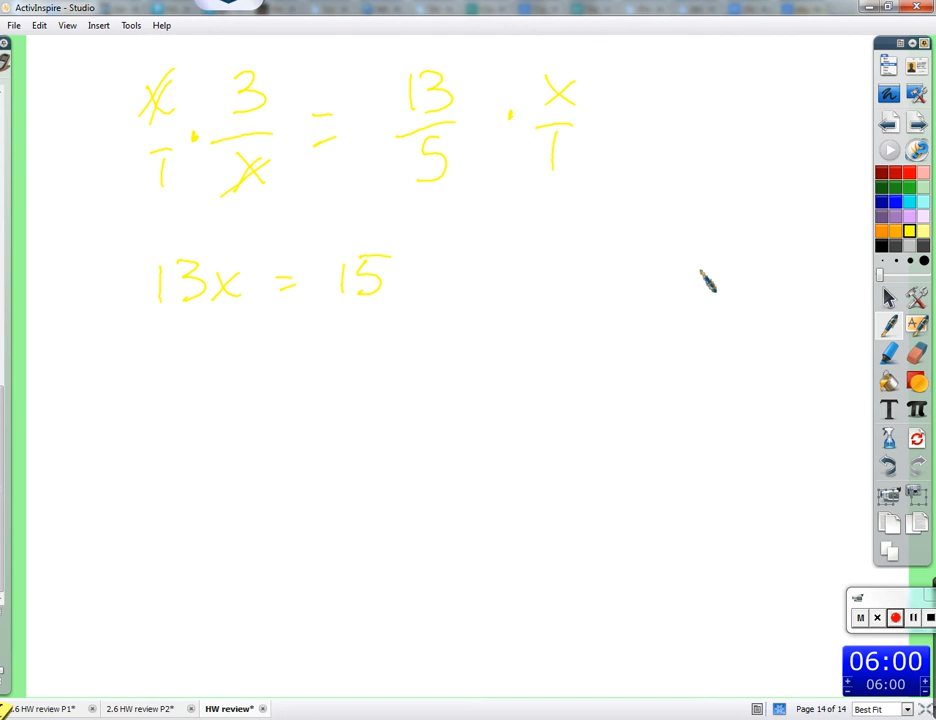 ActivInspire - Studio
File Edit View Insert Tools Help
x/1 · 3/x = 13/5 · x/1
13x = 15
M
06:00
06:00
2.6 HW review P1* 2.6 HW review P2* HW review* Page 14 of 14 Best Fit